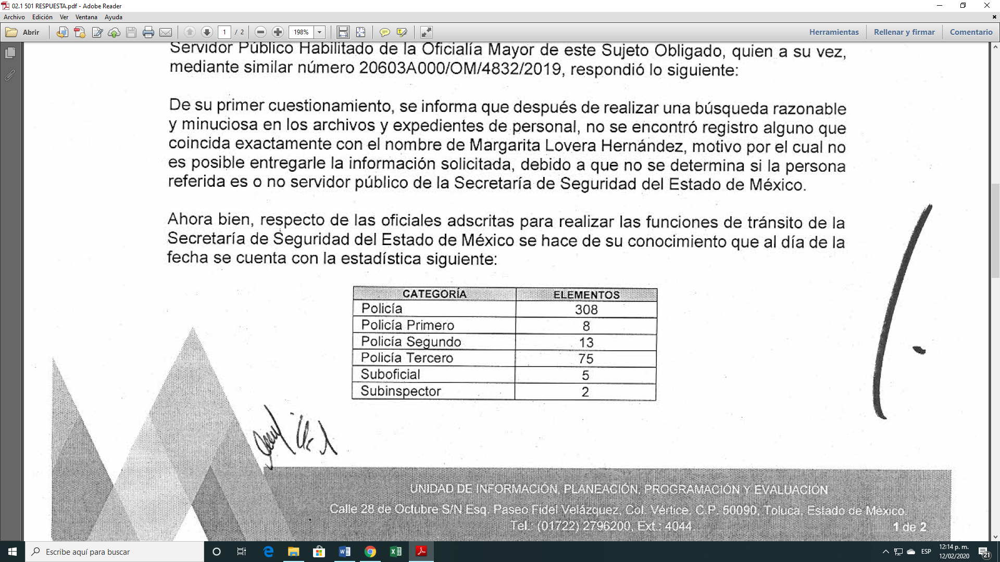 02.1 501 RESPUESTA.pdf - Adobe Reader
Archivo Edición Ver Ventana Ayuda
Abrir 1 / 2 198% Herramientas Rellenar y firmar Comentario
Servidor Público Habilitado de la Oficialía Mayor de este Sujeto Obligado, quien a su vez,
mediante similar número 20603A000/OM/4832/2019, respondió lo siguiente:
De su primer cuestionamiento, se informa que después de realizar una búsqueda razonable
y minuciosa en los archivos y expedientes de personal, no se encontró registro alguno que
coincida exactamente con el nombre de Margarita Lovera Hernández, motivo por el cual no
es posible entregarle la información solicitada, debido a que no se determina si la persona
referida es o no servidor público de la Secretaría de Seguridad del Estado de México.
Ahora bien, respecto de las oficiales adscritas para realizar las funciones de tránsito de la
Secretaría de Seguridad del Estado de México se hace de su conocimiento que al día de la
fecha se cuenta con la estadística siguiente:
CATEGORÍA ELEMENTOS
Policía 308
Policía Primero 8
Policía Segundo 13
Policía Tercero 75
Suboficial 5
Subinspector 2
UNIDAD DE INFORMACIÓN, PLANEACIÓN, PROGRAMACIÓN Y EVALUACIÓN
Calle 28 de Octubre S/N Esq. Paseo Fidel Velázquez, Col. Vértice. C.P. 50090, Toluca, Estado de México.
Tel.: (01722) 2796200, Ext.: 4044.
1 de 2
Escribe aquí para buscar
ESP
12:14 p. m.
12/02/2020
21